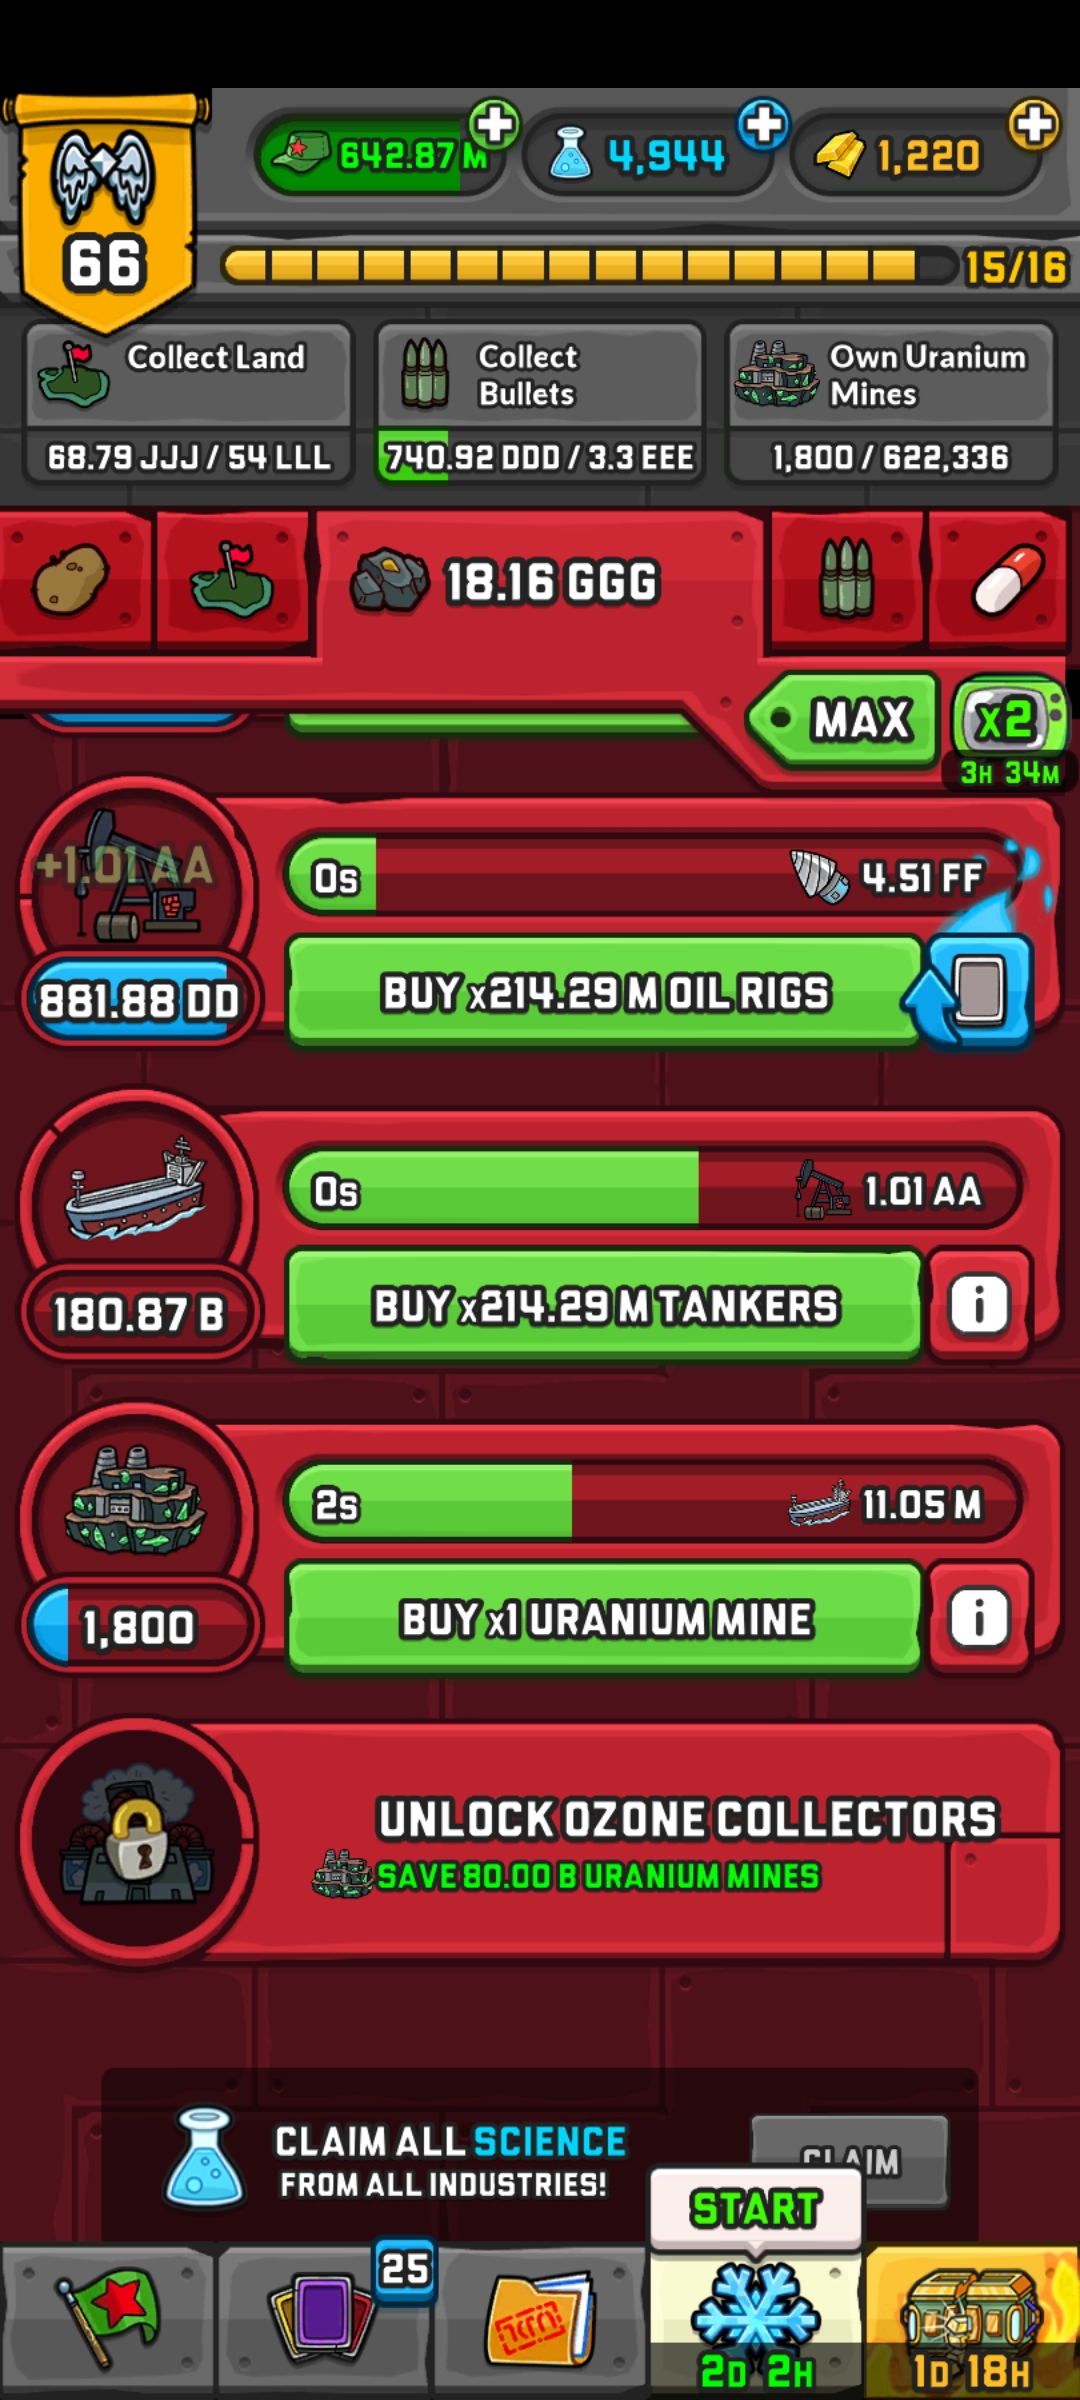 642.87 M
4,944
1,220
66
15/16
Collect Land
68.79 JJJ / 54 LLL
Collect
Bullets
740.92 DDD / 3.3 EEE
Own Uranium
Mines
1,800 / 622,336
18.16 GGG
MAX
x2
3H 34M
+1.01 AA
0s
4.51 FF
881.88 DD
BUY x214.29 M OIL RIGS
0s
1.01 AA
180.87 B
BUY x214.29 M TANKERS
i
2s
11.05 M
1,800
BUY x1 URANIUM MINE
i
UNLOCK OZONE COLLECTORS
SAVE 80.00 B URANIUM MINES
CLAIM ALL SCIENCE
FROM ALL INDUSTRIES!
CLAIM
START
25
2D 2H
1D 18H